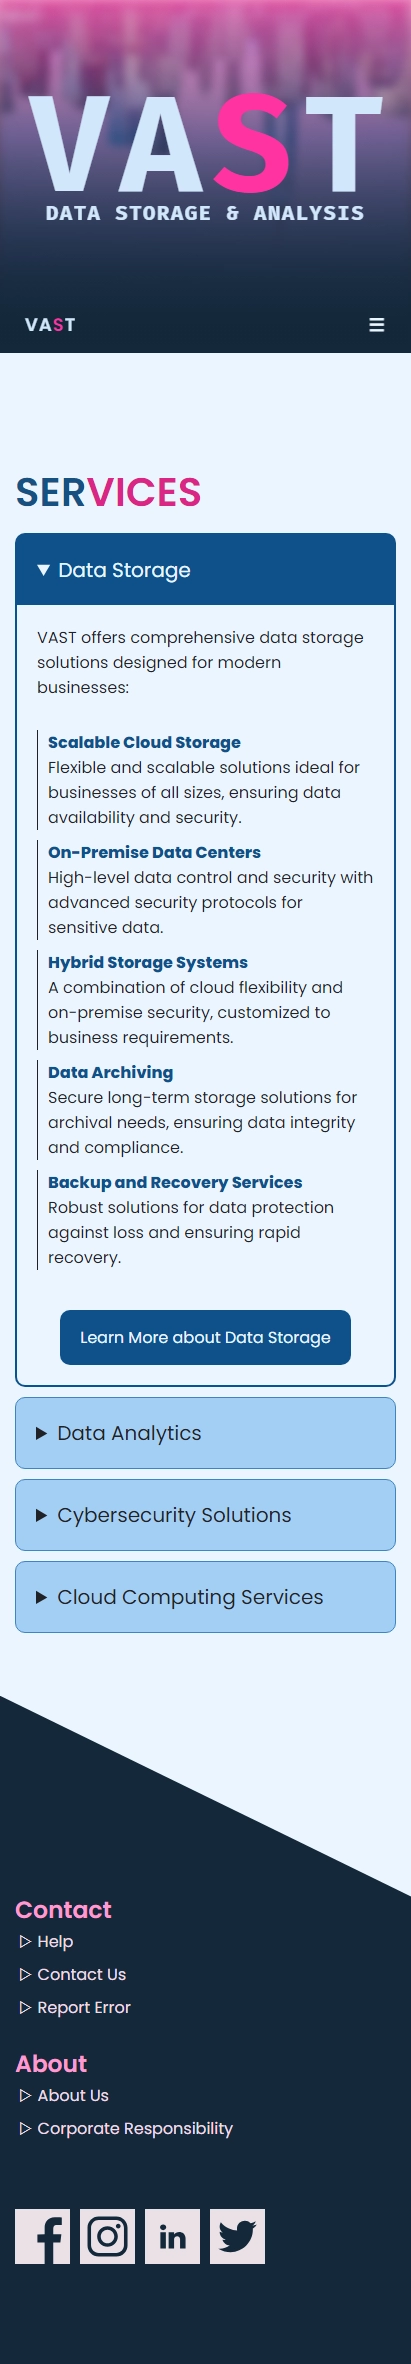 VAST
DATA STORAGE & ANALYSIS
VAST
SERVICES
Data Storage
VAST offers comprehensive data storage
solutions designed for modern
businesses:
Scalable Cloud Storage
Flexible and scalable solutions ideal for
businesses of all sizes, ensuring data
availability and security.
On-Premise Data Centers
High-level data control and security with
advanced security protocols for
sensitive data.
Hybrid Storage Systems
A combination of cloud flexibility and
on-premise security, customized to
business requirements.
Data Archiving
Secure long-term storage solutions for
archival needs, ensuring data integrity
and compliance.
Backup and Recovery Services
Robust solutions for data protection
against loss and ensuring rapid
recovery.
Learn More about Data Storage
Data Analytics
Cybersecurity Solutions
Cloud Computing Services
Contact
Help
Contact Us
Report Error
About
About Us
Corporate Responsibility